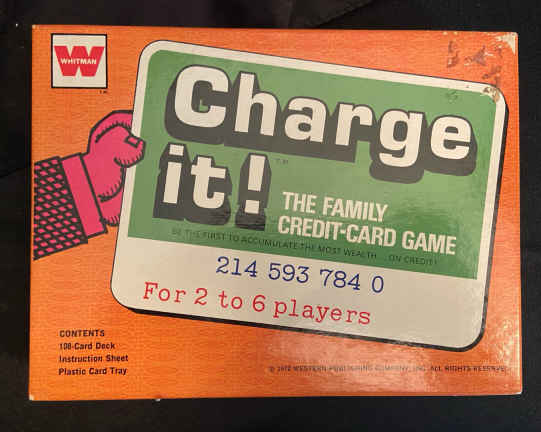 W
WHITMAN
T.M.
Charge
it! T.M.
THE FAMILY
CREDIT-CARD GAME
BE THE FIRST TO ACCUMULATE THE MOST WEALTH... ON CREDIT!
214 593 784 0
For 2 to 6 players
CONTENTS
108-Card Deck
Instruction Sheet
Plastic Card Tray
© 1972 WESTERN PUBLISHING COMPANY, INC. ALL RIGHTS RESERVED